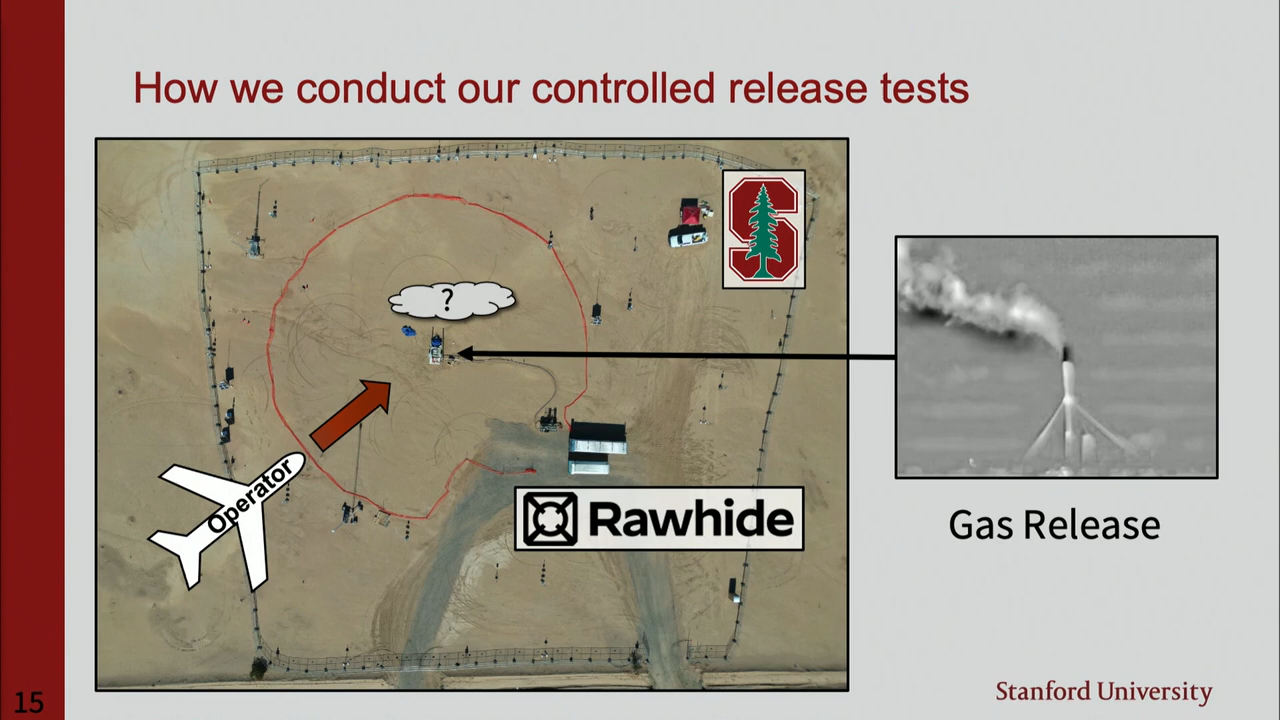 How we conduct our controlled release tests
?
Operator
Rawhide
Gas Release
15
Stanford University